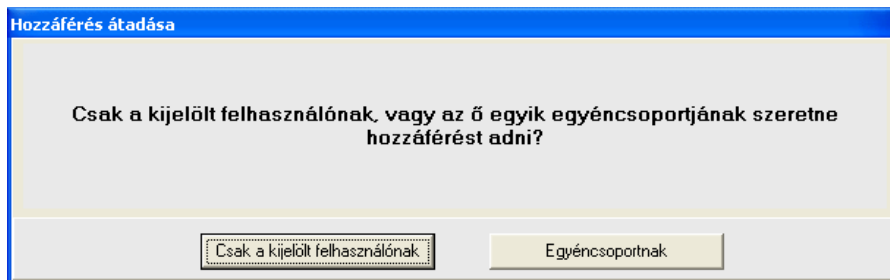 Hozzáférés átadása
Csak a kijelölt felhasználónak, vagy az ő egyik egyéncsoportjának szeretne
hozzáférést adni?
Csak a kijelölt felhasználónak
Egyéncsoportnak